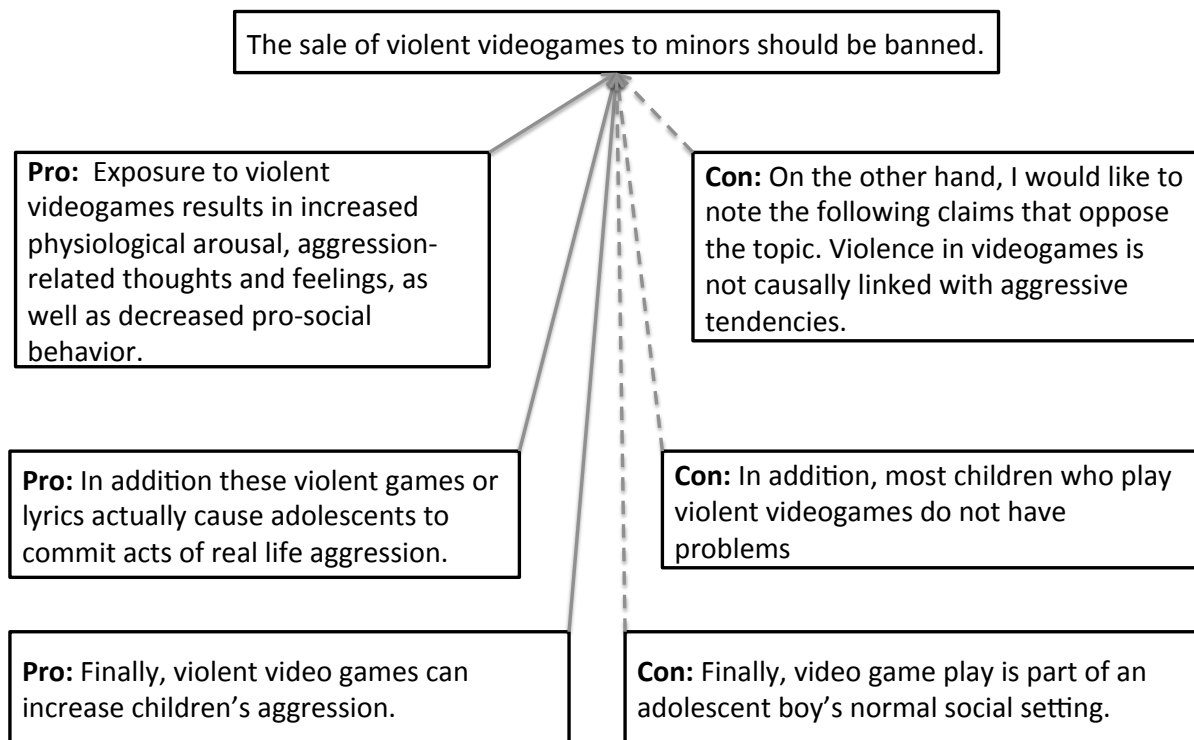 The sale of violent videogames to minors should be banned.
Pro:  Exposure to violent
videogames results in increased
physiological arousal, aggression-
related thoughts and feelings, as
well as decreased pro-social
behavior.
Con: On the other hand, I would like to
note the following claims that oppose
the topic. Violence in videogames is
not causally linked with aggressive
tendencies.
Pro: In addition these violent games or
lyrics actually cause adolescents to
commit acts of real life aggression.
Con: In addition, most children who play
violent videogames do not have
problems
Pro: Finally, violent video games can
increase children’s aggression.
Con: Finally, video game play is part of an
adolescent boy’s normal social setting.